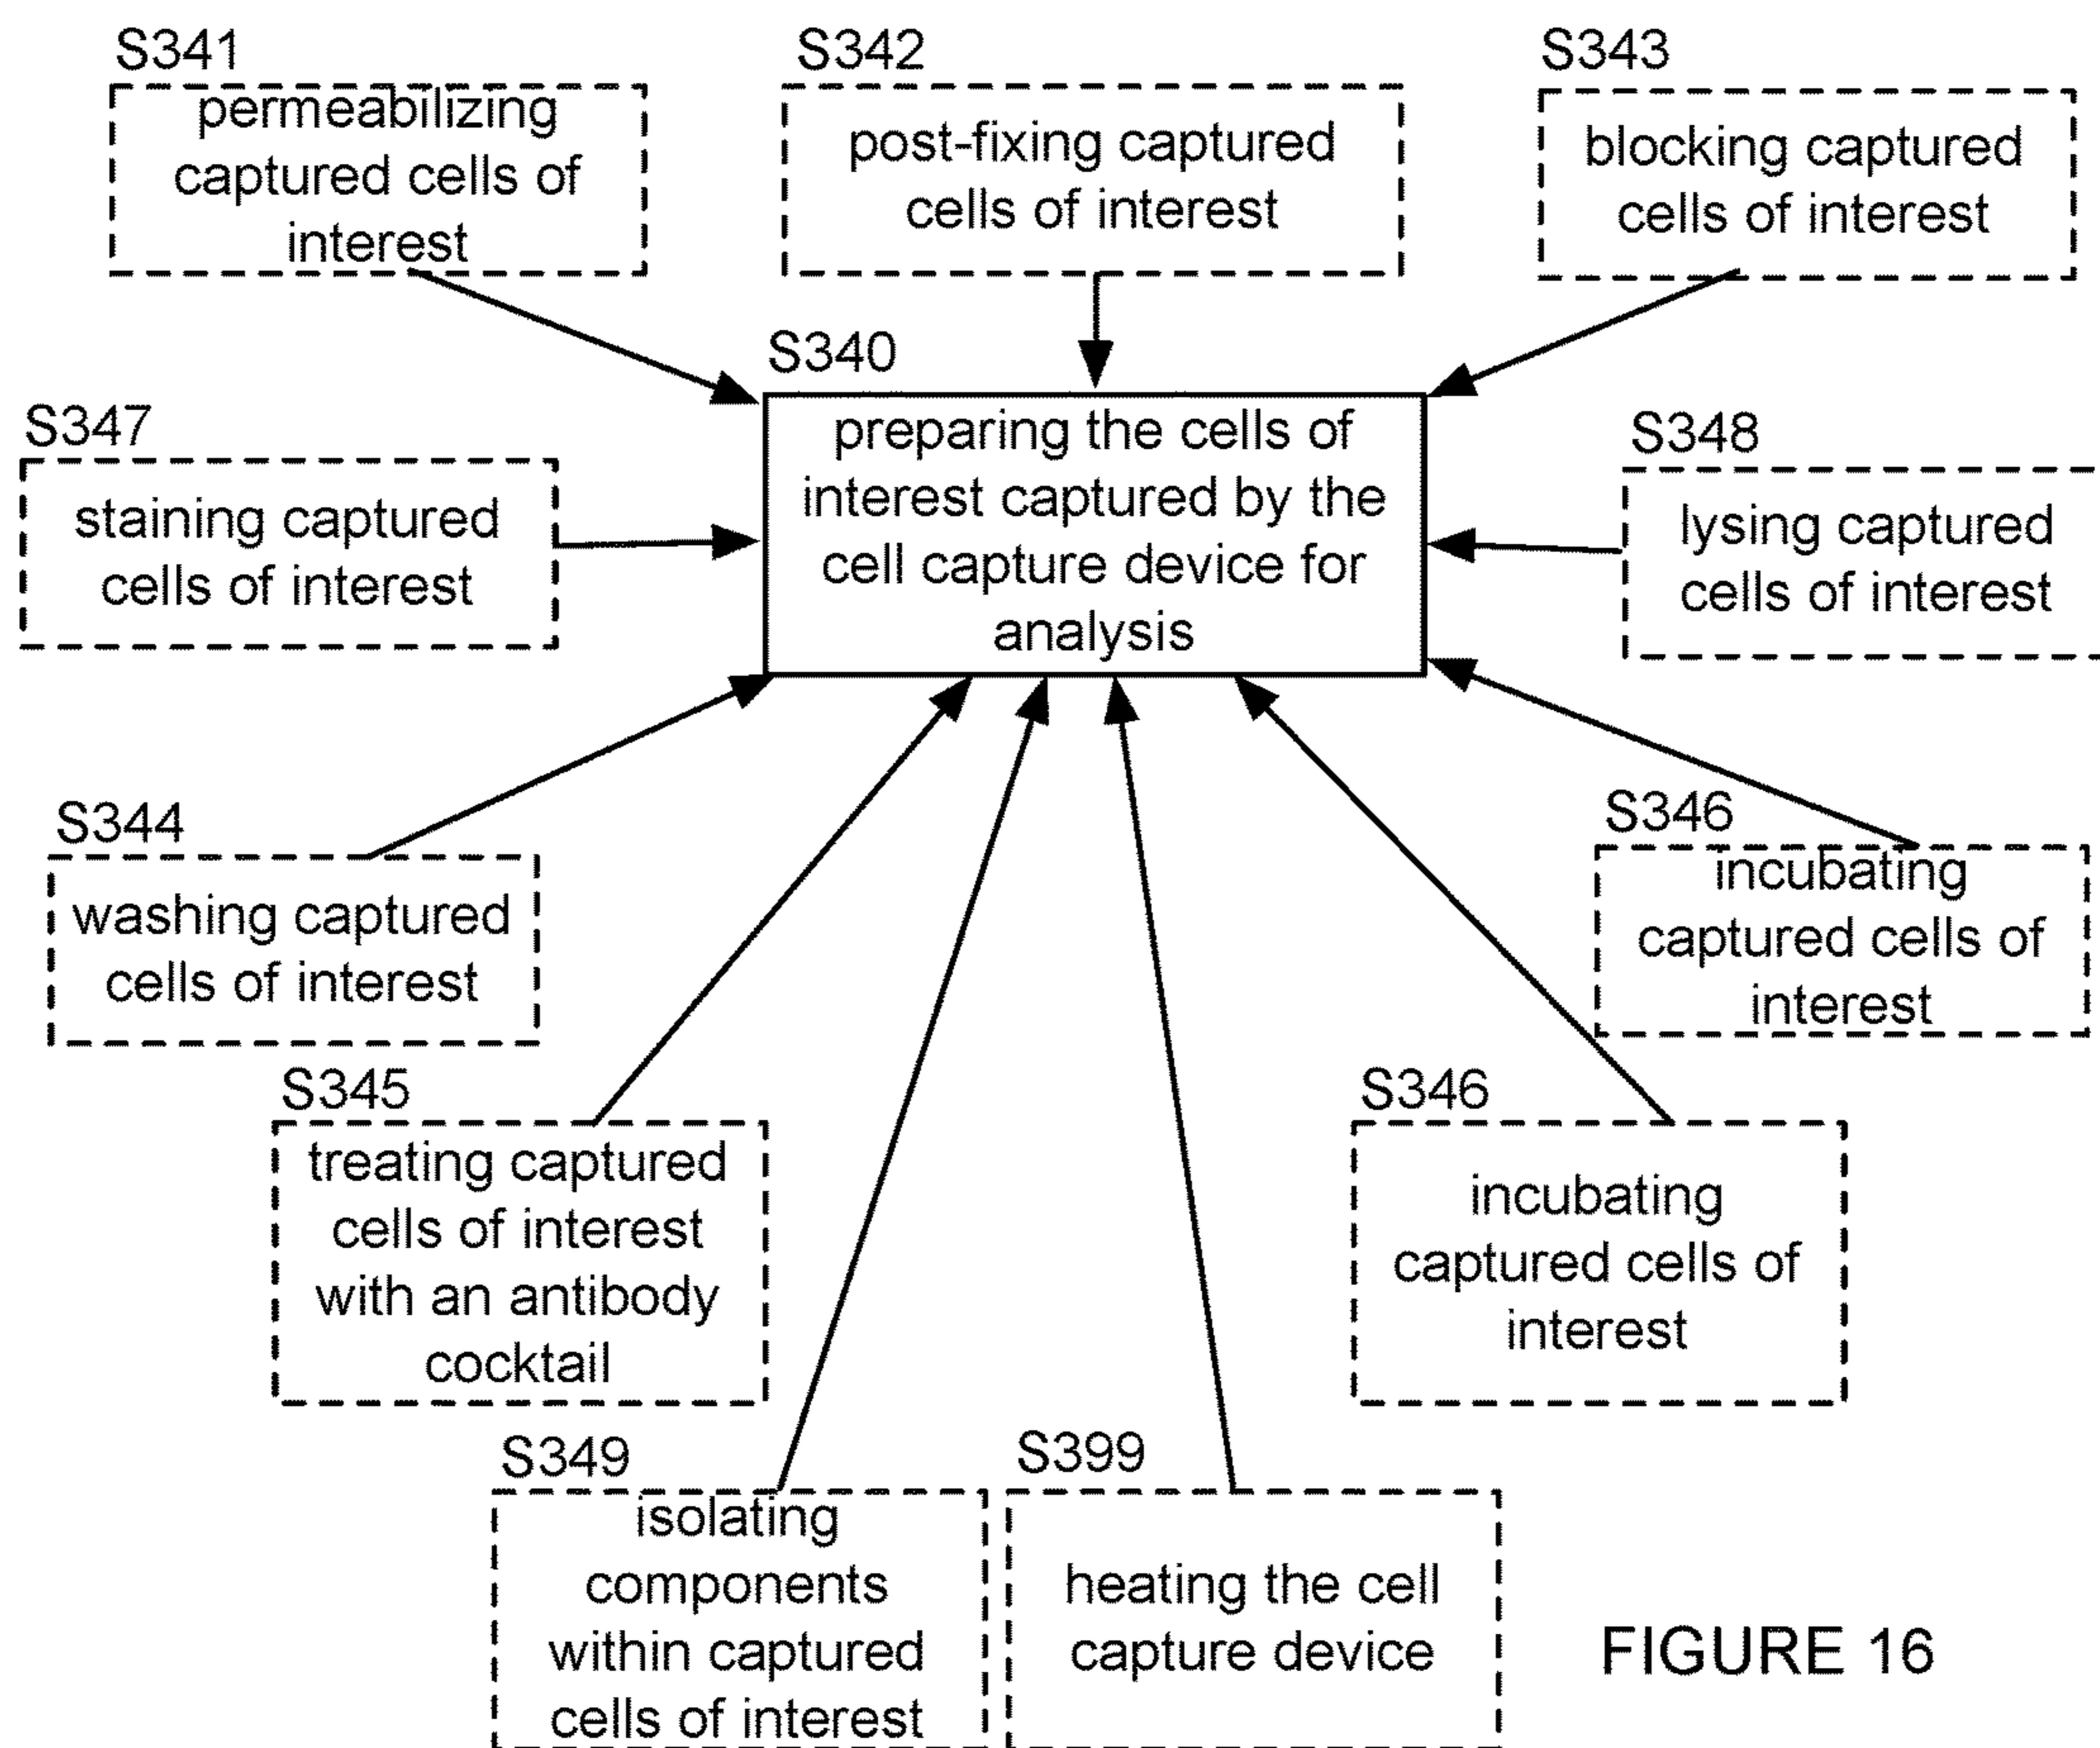 S341
permeabilizing
captured cells of
interest
S342
post-fixing captured
cells of interest
S343
blocking captured
cells of interest
S340
preparing the cells of
interest captured by the
cell capture device for
analysis
S347
staining captured
cells of interest
S348
lysing captured
cells of interest
S344
washing captured
cells of interest
S346
incubating
captured cells of
interest
S345
treating captured
cells of interest
with an antibody
cocktail
S346
incubating
captured cells of
interest
S349
isolating
components
within captured
cells of interest
S399
heating the cell
capture device
FIGURE 16